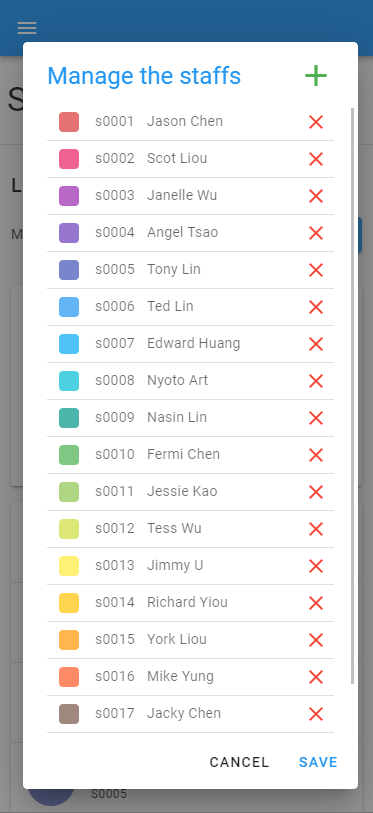 Manage the staffs
s0001 Jason Chen
s0002 Scot Liou
s0003 Janelle Wu
s0004 Angel Tsao
s0005 Tony Lin
s0006 Ted Lin
s0007 Edward Huang
s0008 Nyoto Art
s0009 Nasin Lin
s0010 Fermi Chen
s0011 Jessie Kao
s0012 Tess Wu
s0013 Jimmy U
s0014 Richard Yiou
s0015 York Liou
s0016 Mike Yung
s0017 Jacky Chen
CANCEL SAVE
S0005